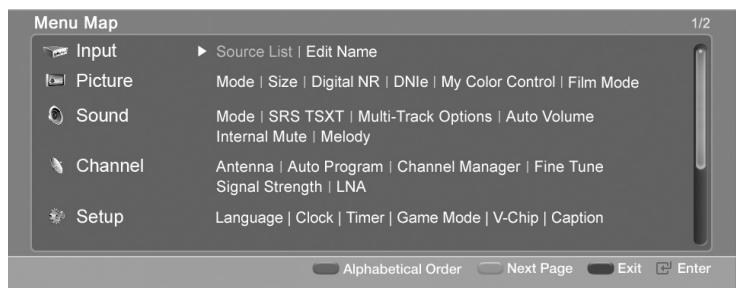 Menu Map 1/2
Input ► Source List | Edit Name
Picture Mode | Size | Digital NR | DNIe | My Color Control | Film Mode
Sound Mode | SRS TSXT | Multi-Track Options | Auto Volume
Internal Mute | Melody
Channel Antenna | Auto Program | Channel Manager | Fine Tune
Signal Strength | LNA
Setup Language | Clock | Timer | Game Mode | V-Chip | Caption
Alphabetical Order Next Page Exit Enter